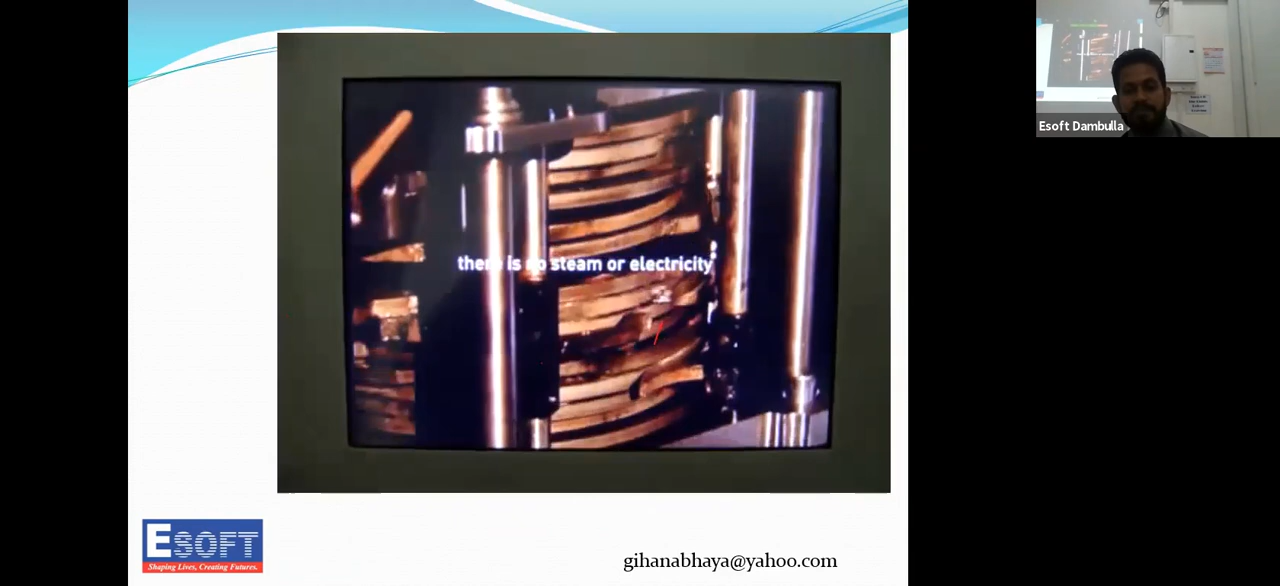 there is no steam or electricity
Esoft Dambulla
ESOFT
Shaping Lives, Creating Futures.
gihanabhaya@yahoo.com